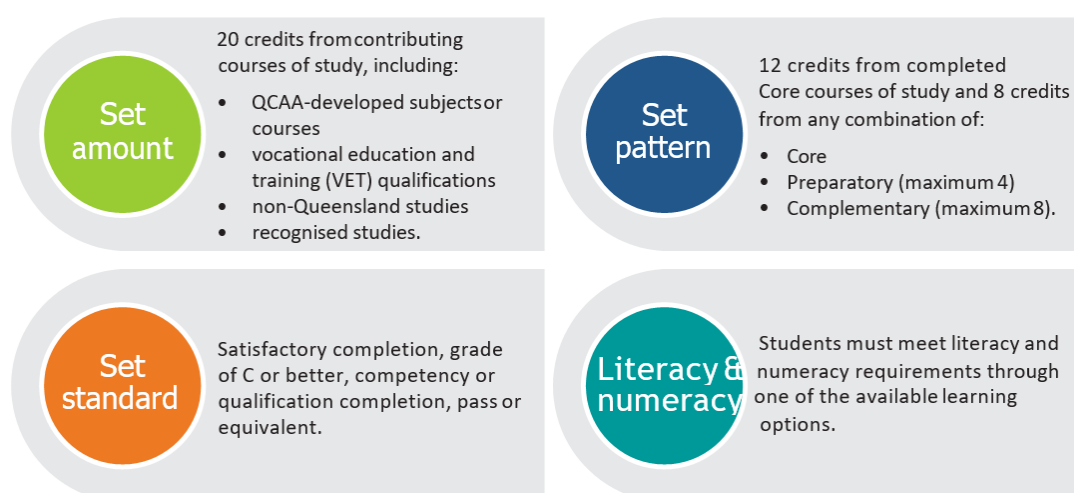 Set
amount
20 credits from contributing
courses of study, including:
• QCAA-developed subjects or
courses
• vocational education and
training (VET) qualifications
• non-Queensland studies
• recognised studies.
Set
pattern
12 credits from completed
Core courses of study and 8 credits
from any combination of:
• Core
• Preparatory (maximum 4)
• Complementary (maximum 8).
Set
standard
Satisfactory completion, grade
of C or better, competency or
qualification completion, pass or
equivalent.
Literacy &
numeracy
Students must meet literacy and
numeracy requirements through
one of the available learning
options.